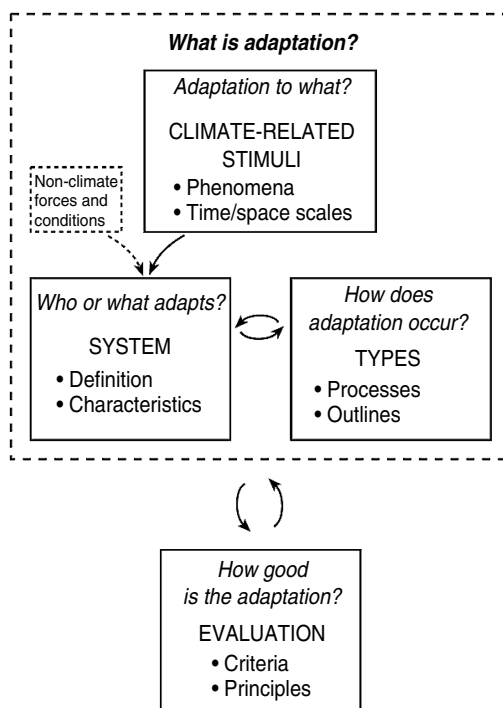 What is adaptation?
Adaptation to what?
CLIMATE-RELATED
STIMULI
• Phenomena
• Time/space scales
Non-climate
forces and
conditions
Who or what adapts?
SYSTEM
• Definition
• Characteristics
How does
adaptation occur?
TYPES
• Processes
• Outlines
How good
is the adaptation?
EVALUATION
• Criteria
• Principles